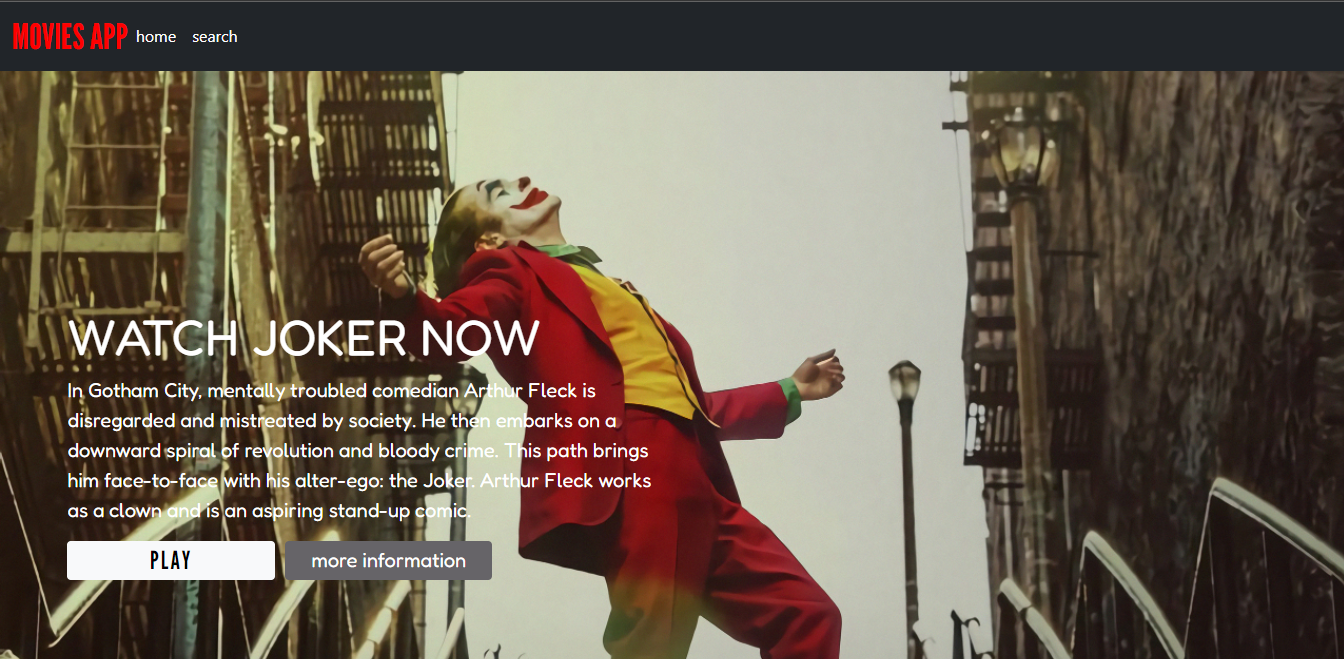 MOVIES APP home search
WATCH JOKER NOW
In Gotham City, mentally troubled comedian Arthur Fleck is
disregarded and mistreated by society. He then embarks on a
downward spiral of revolution and bloody crime. This path brings
him face-to-face with his alter-ego: the Joker. Arthur Fleck works
as a clown and is an aspiring stand-up comic.
PLAY more information